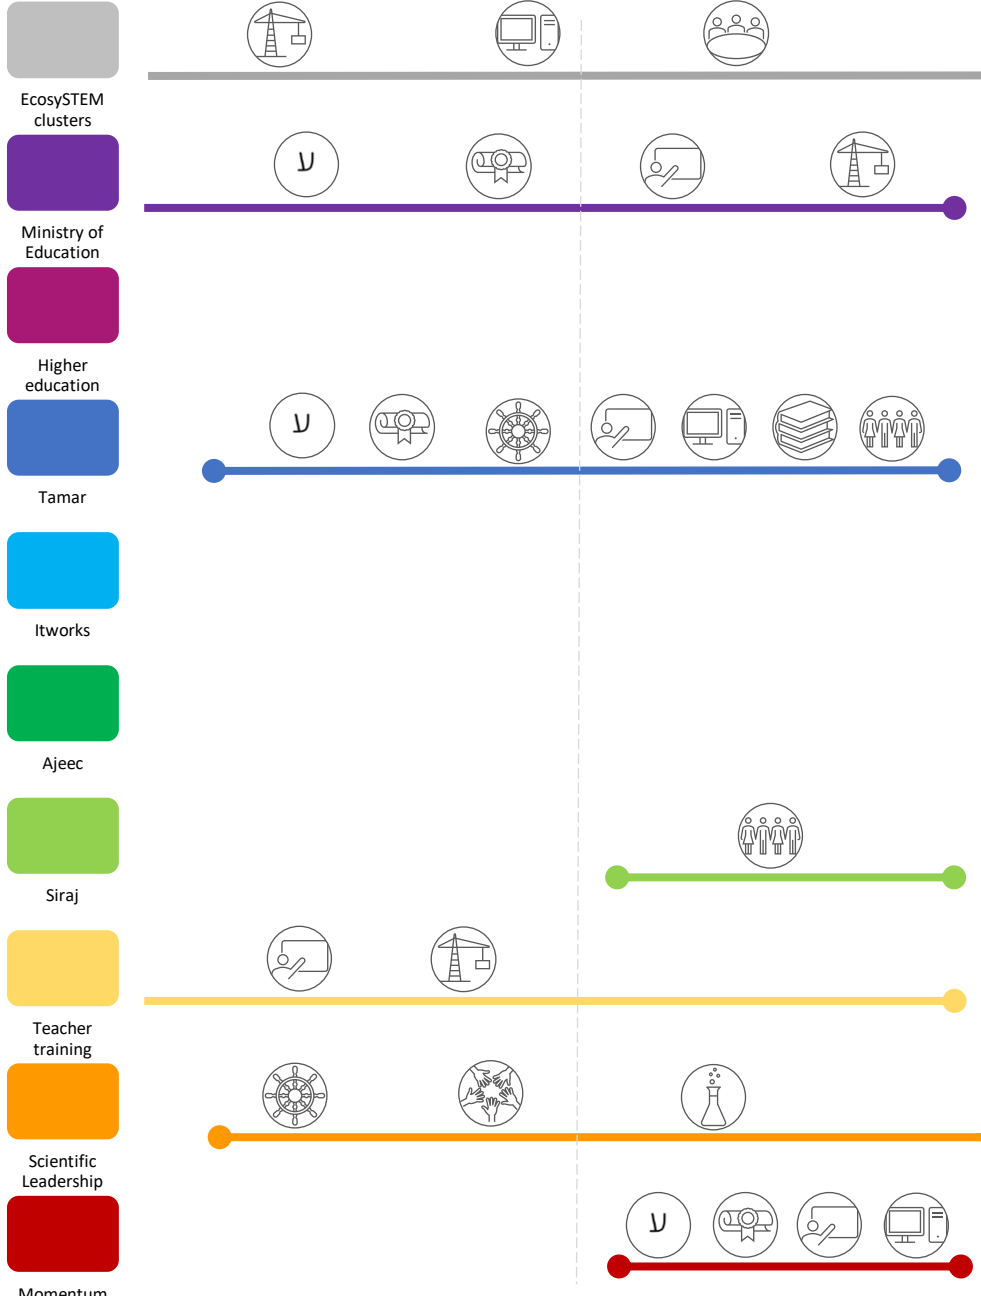 EcosySTEM
clusters
ע
Ministry of
Education
Higher
education
ע
Tamar
Itworks
Ajeec
Siraj
Teacher
training
Scientific
Leadership
ע
Momentum